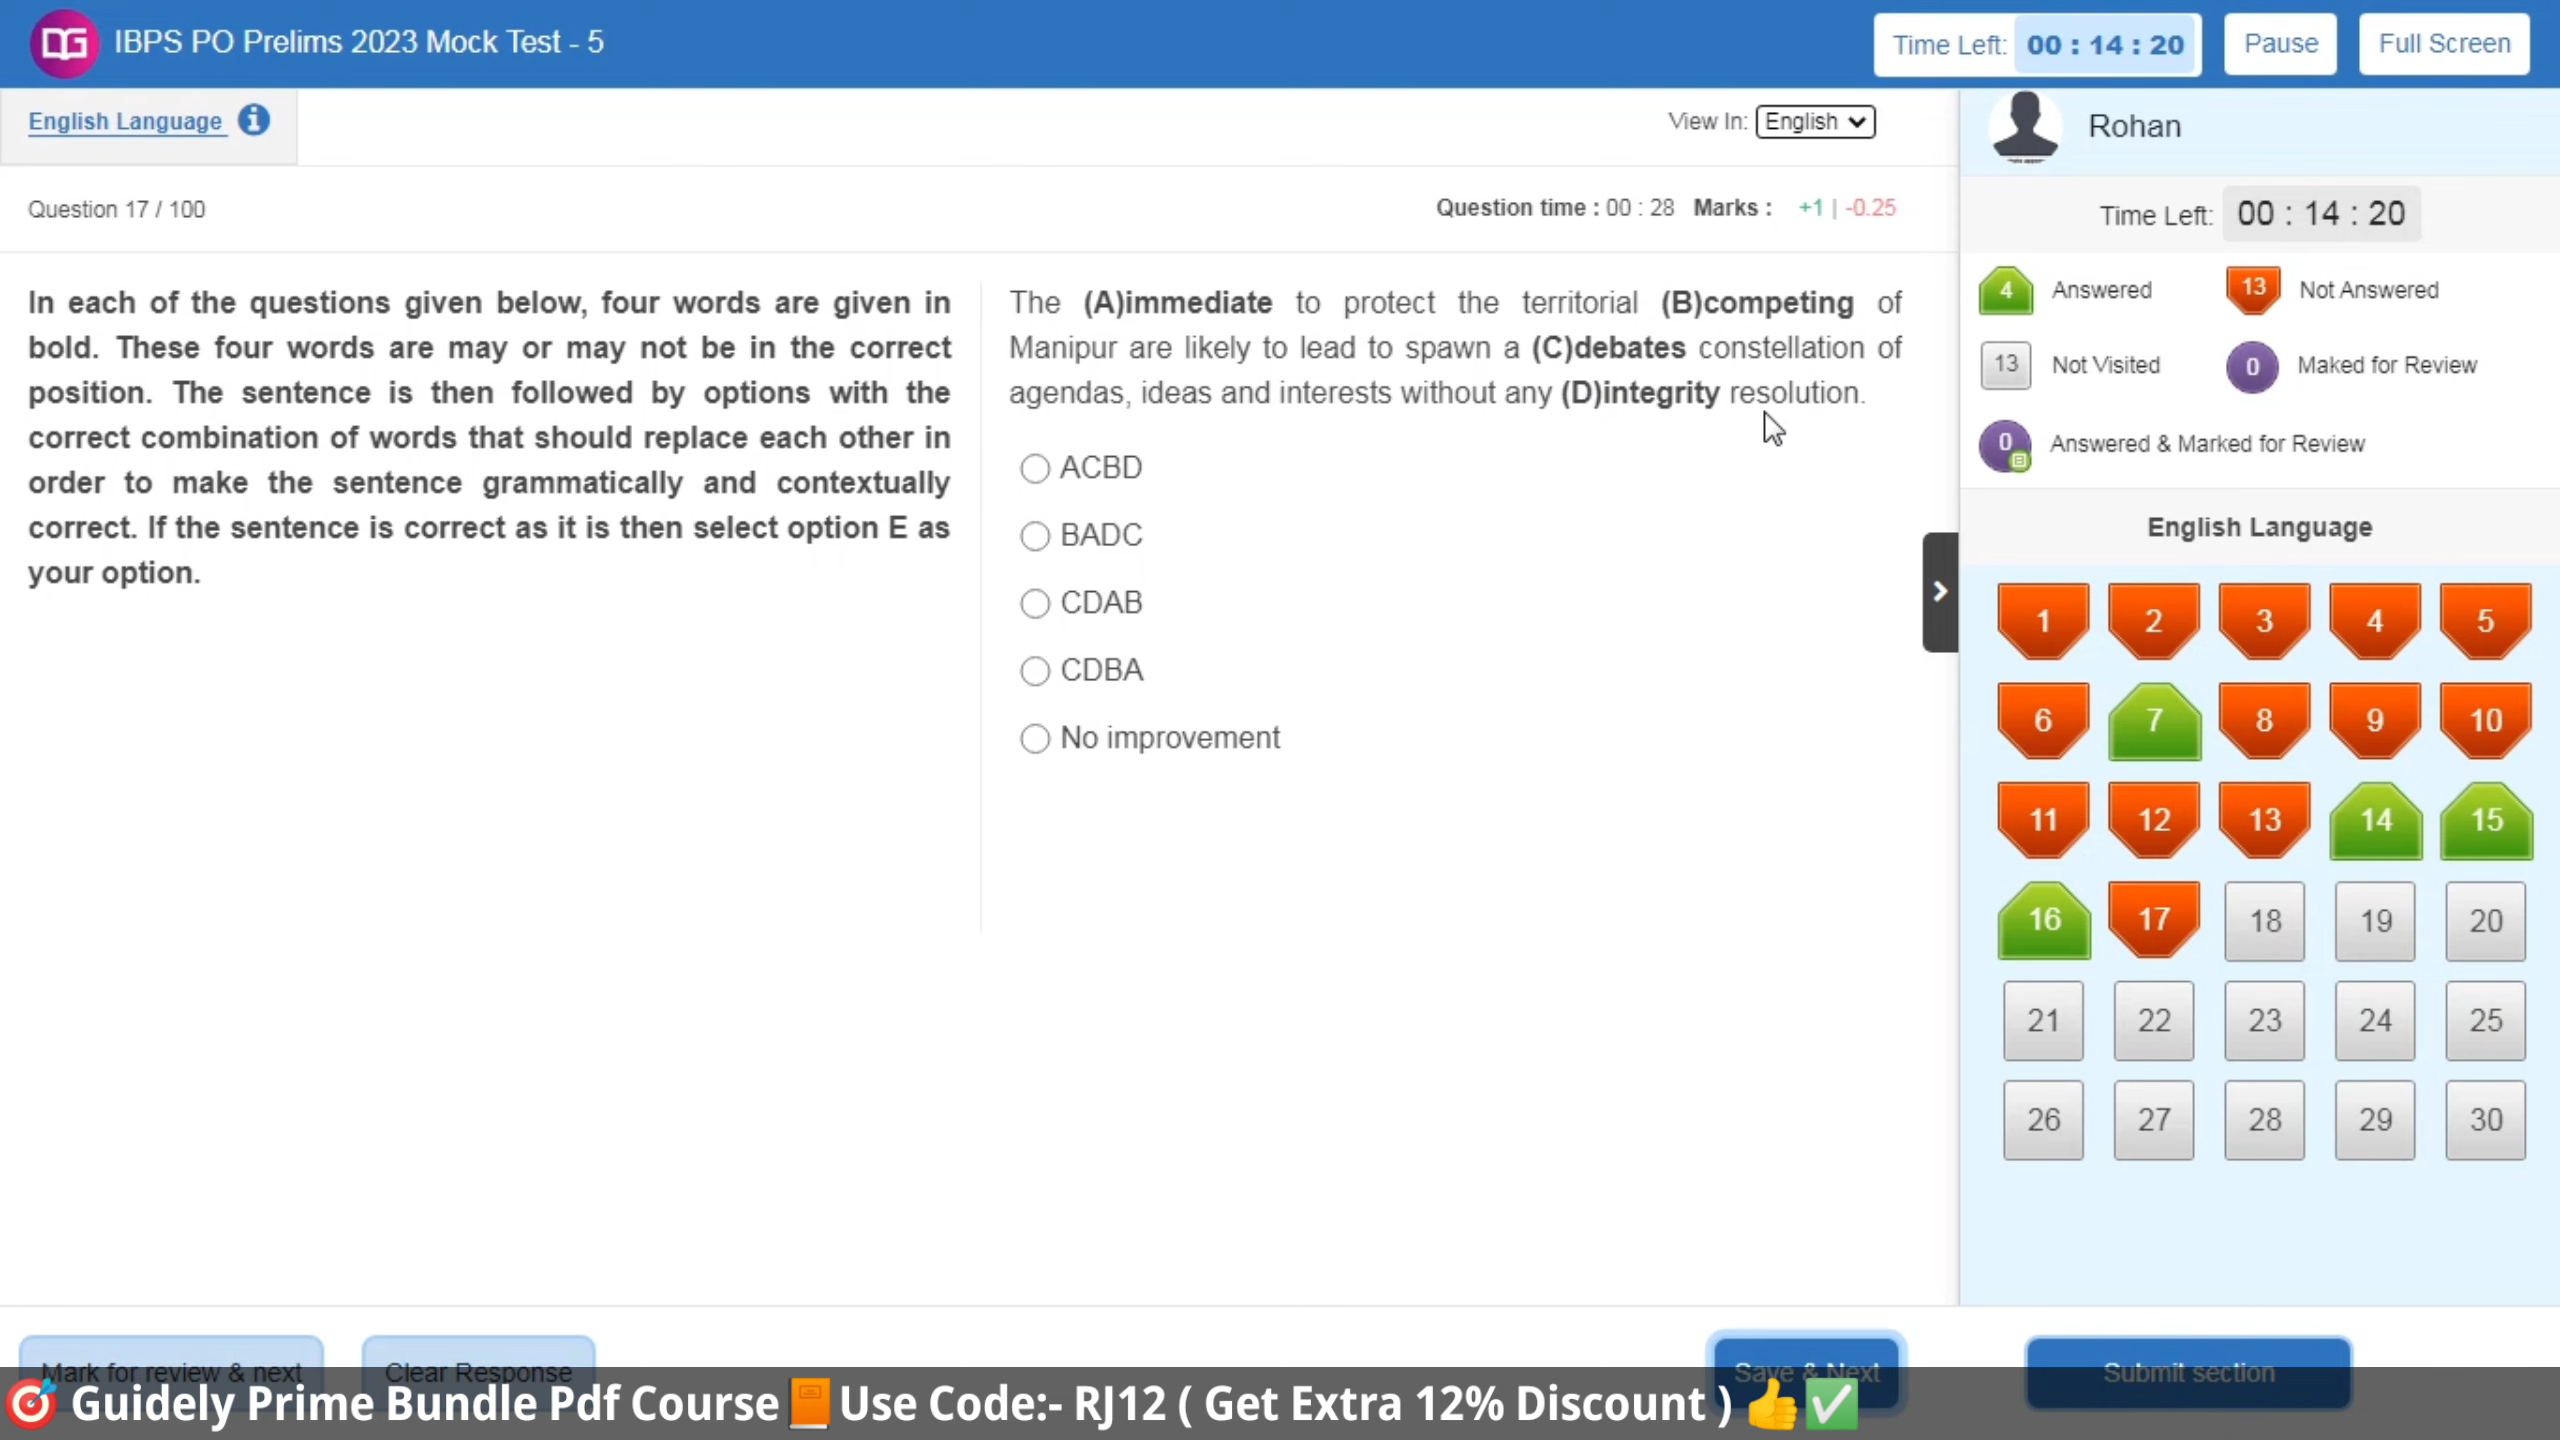 DG IBPS PO Prelims 2023 Mock Test - 5
Time Left: 00 : 14 : 20 Pause Full Screen
English Language i
View In: English
Rohan
Question 17 / 100
Question time : 00 : 28 Marks : +1 | -0.25
Time Left: 00 : 14 : 20
4 Answered 13 Not Answered
13 Not Visited 0 Maked for Review
0 Answered & Marked for Review
In each of the questions given below, four words are given in
bold. These four words are may or may not be in the correct
position. The sentence is then followed by options with the
correct combination of words that should replace each other in
order to make the sentence grammatically and contextually
correct. If the sentence is correct as it is then select option E as
your option.
The (A)immediate to protect the territorial (B)competing of
Manipur are likely to lead to spawn a (C)debates constellation of
agendas, ideas and interests without any (D)integrity resolution.
ACBD
BADC
CDAB
CDBA
No improvement
English Language
1 2 3 4 5
6 7 8 9 10
11 12 13 14 15
16 17 18 19 20
21 22 23 24 25
26 27 28 29 30
Mark for review & next Clear Response Save & Next Submit section
Guidely Prime Bundle Pdf Course Use Code:- RJ12 ( Get Extra 12% Discount )